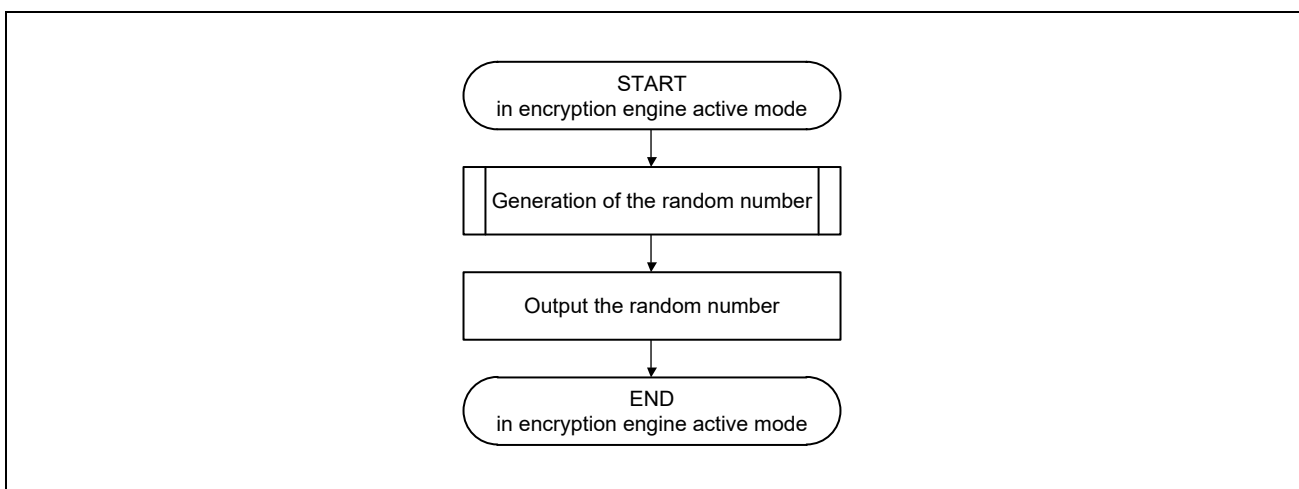 START
in encryption engine active mode
Generation of the random number
Output the random number
END
in encryption engine active mode